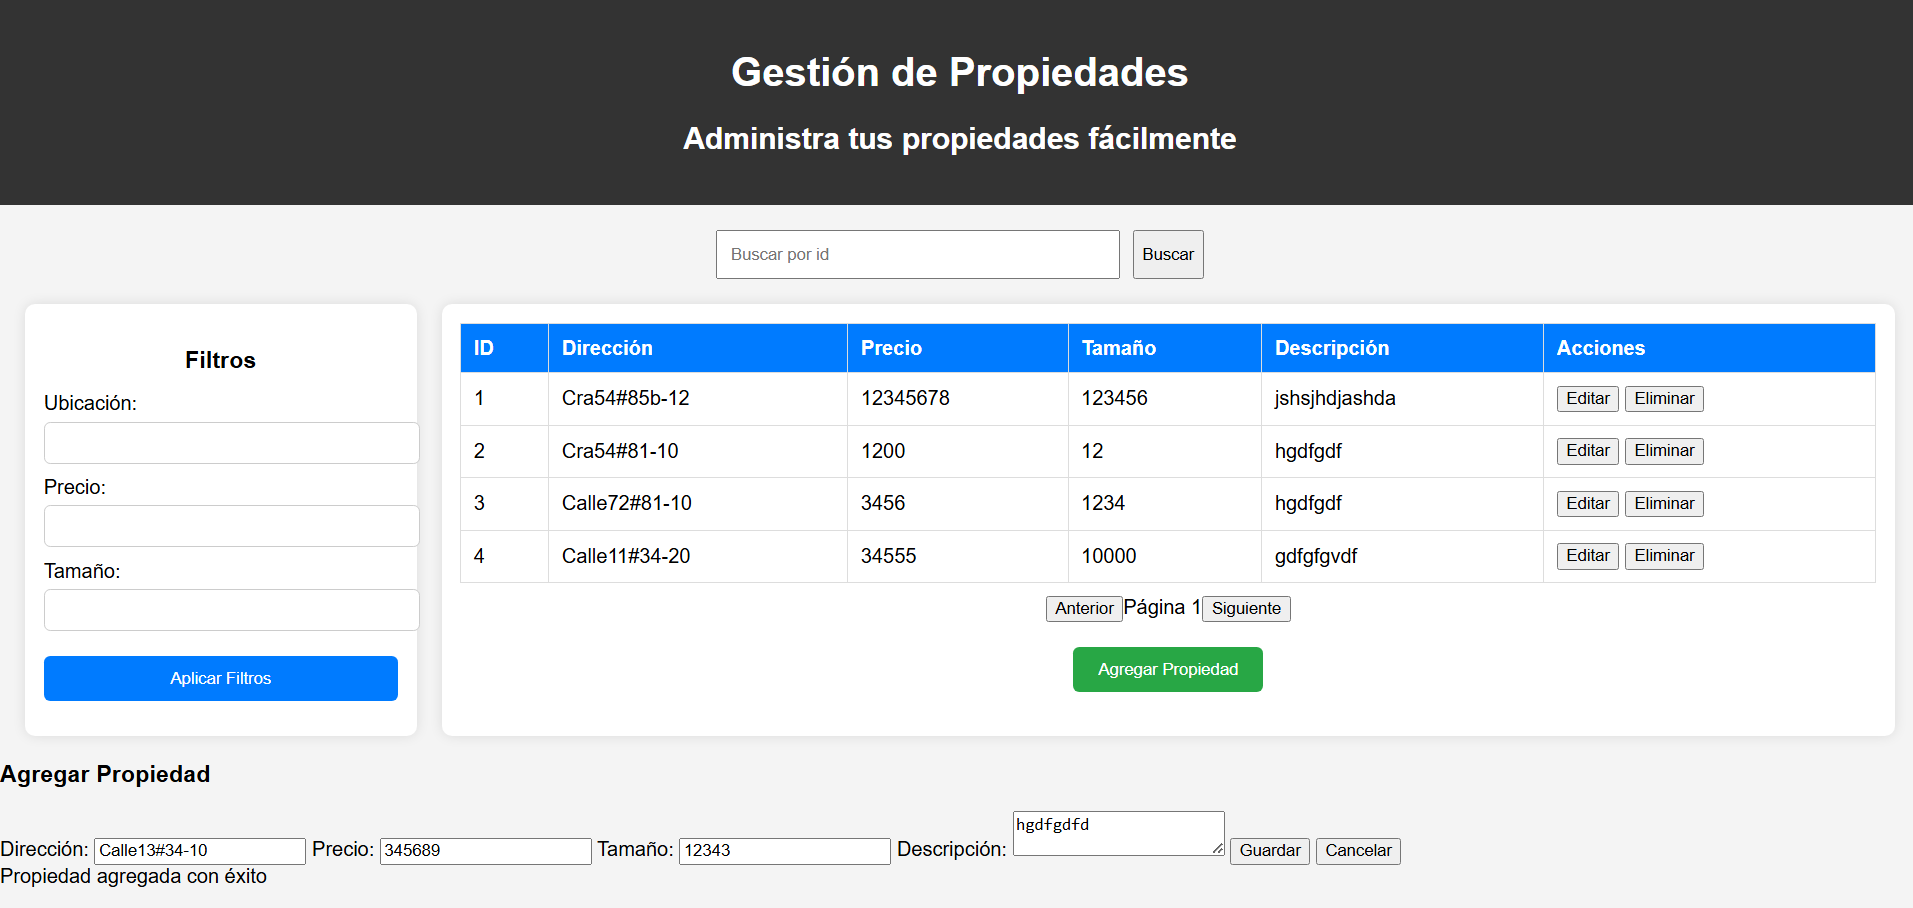 Gestión de Propiedades
Administra tus propiedades fácilmente
Buscar por id Buscar
Filtros
Ubicación:
Precio:
Tamaño:
Aplicar Filtros
ID Dirección Precio Tamaño Descripción Acciones
1 Cra54#85b-12 12345678 123456 jshsjhdjashda Editar Eliminar
2 Cra54#81-10 1200 12 hgdfgdf Editar Eliminar
3 Calle72#81-10 3456 1234 hgdfgdf Editar Eliminar
4 Calle11#34-20 34555 10000 gdfgfgvdf Editar Eliminar
Anterior Página 1 Siguiente
Agregar Propiedad
Agregar Propiedad
Dirección: Calle13#34-10 Precio: 345689 Tamaño: 12343 Descripción: hgdfgdfd Guardar Cancelar
Propiedad agregada con éxito